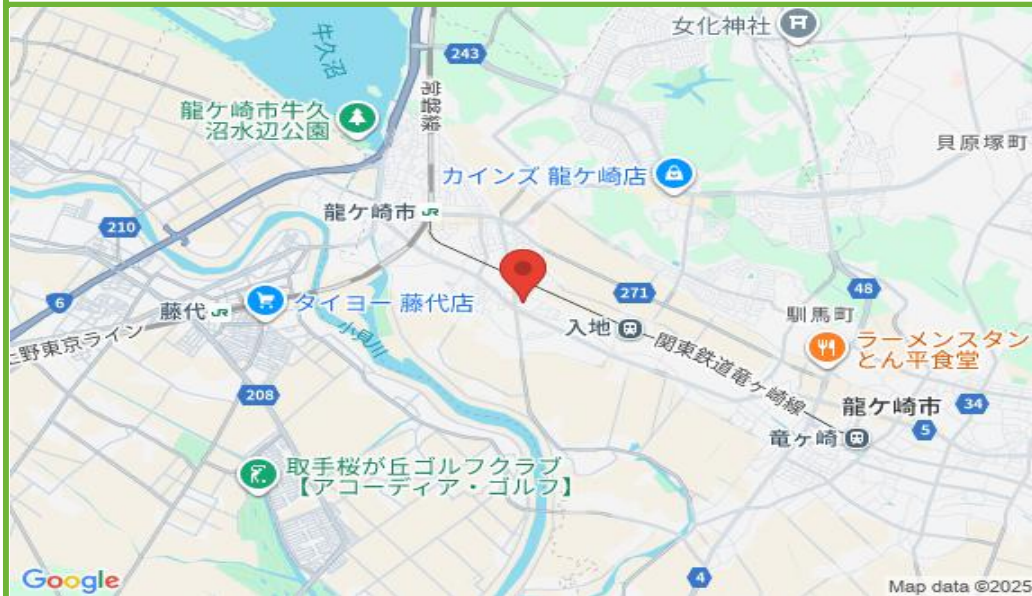 女化神社
243
牛久沼
常磐線
龍ケ崎市牛久
沼水辺公園
貝原塚町
カインズ 龍ケ崎店
龍ケ崎市 JR
210
271
48
6
藤代 JR
タイヨー 藤代店
入地
馴馬町
上野東京ライン
小貝川
関東鉄道竜ヶ崎線
ラーメンスタン
とん平食堂
208
龍ケ崎市
34
5
竜ヶ崎
取手桜が丘ゴルフクラブ
【アコーディア・ゴルフ】
4
Google
Map data ©2025